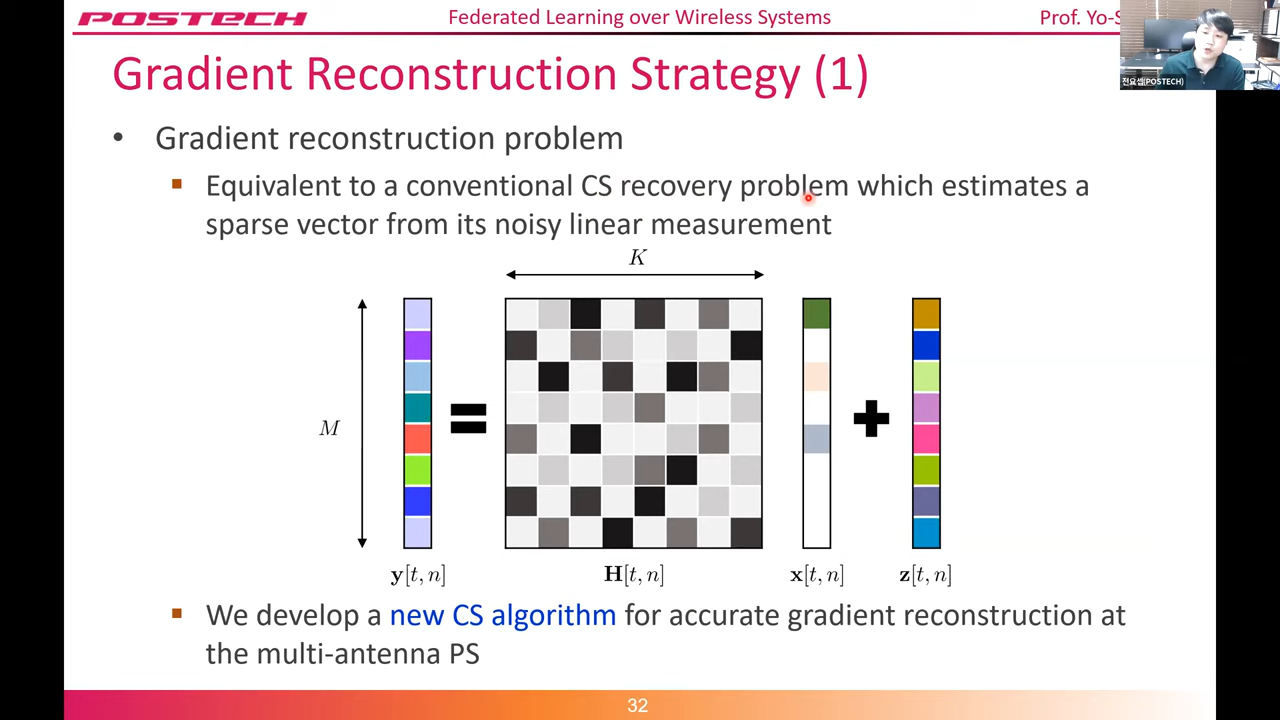 POSTECH
Federated Learning over Wireless Systems
Prof. Yo-S
전요셉(POSTECH)
Gradient Reconstruction Strategy (1)
• Gradient reconstruction problem
Equivalent to a conventional CS recovery problem which estimates a
sparse vector from its noisy linear measurement
K
M
=
+
y[t, n]
H[t, n]
x[t, n]
z[t, n]
We develop a new CS algorithm for accurate gradient reconstruction at
the multi-antenna PS
32